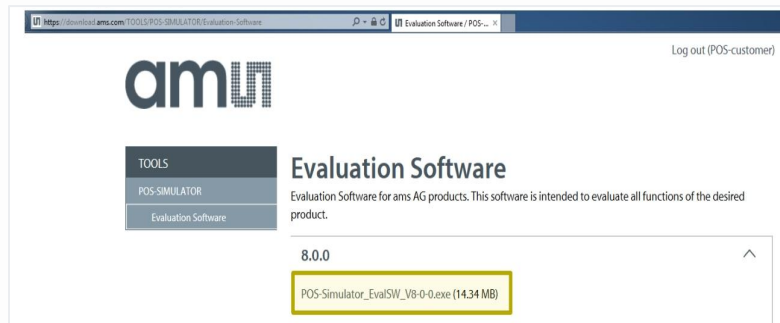 https://download.ams.com/TOOLS/POS-SIMULATOR/Evaluation-Software
Evaluation Software / POS-... ×
Log out (POS-customer)
am
TOOLS
POS-SIMULATOR
Evaluation Software
Evaluation Software
Evaluation Software for ams AG products. This software is intended to evaluate all functions of the desired
product.
8.0.0
POS-Simulator_EvalSW_V8-0-0.exe (14.34 MB)